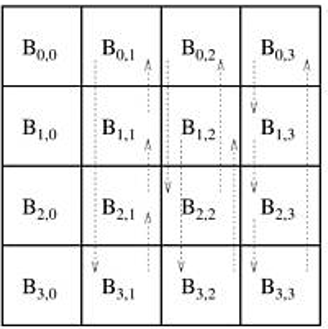 B0,0 B0,1 B0,2 B0,3
B1,0 B1,1 B1,2 B1,3
B2,0 B2,1 B2,2 B2,3
B3,0 B3,1 B3,2 B3,3